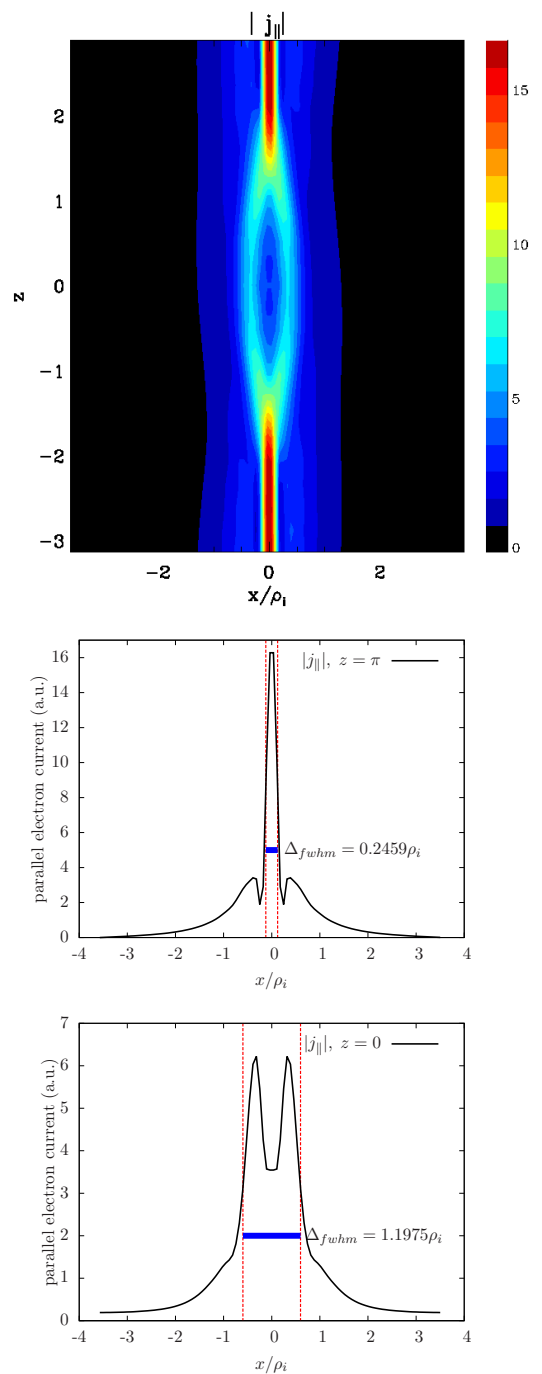 | j∥|
2
1
0
−1
−2
−3
z
−2
0
2
x/ρi
15
10
5
0
16
14
12
10
8
6
4
2
0
parallel electron current (a.u.)
|j∥|, z = π
Δfwhm = 0.2459ρi
-4 -3 -2 -1 0 1 2 3 4
x/ρi
7
6
5
4
3
2
1
0
parallel electron current (a.u.)
|j∥|, z = 0
Δfwhm = 1.1975ρi
-4 -3 -2 -1 0 1 2 3 4
x/ρi